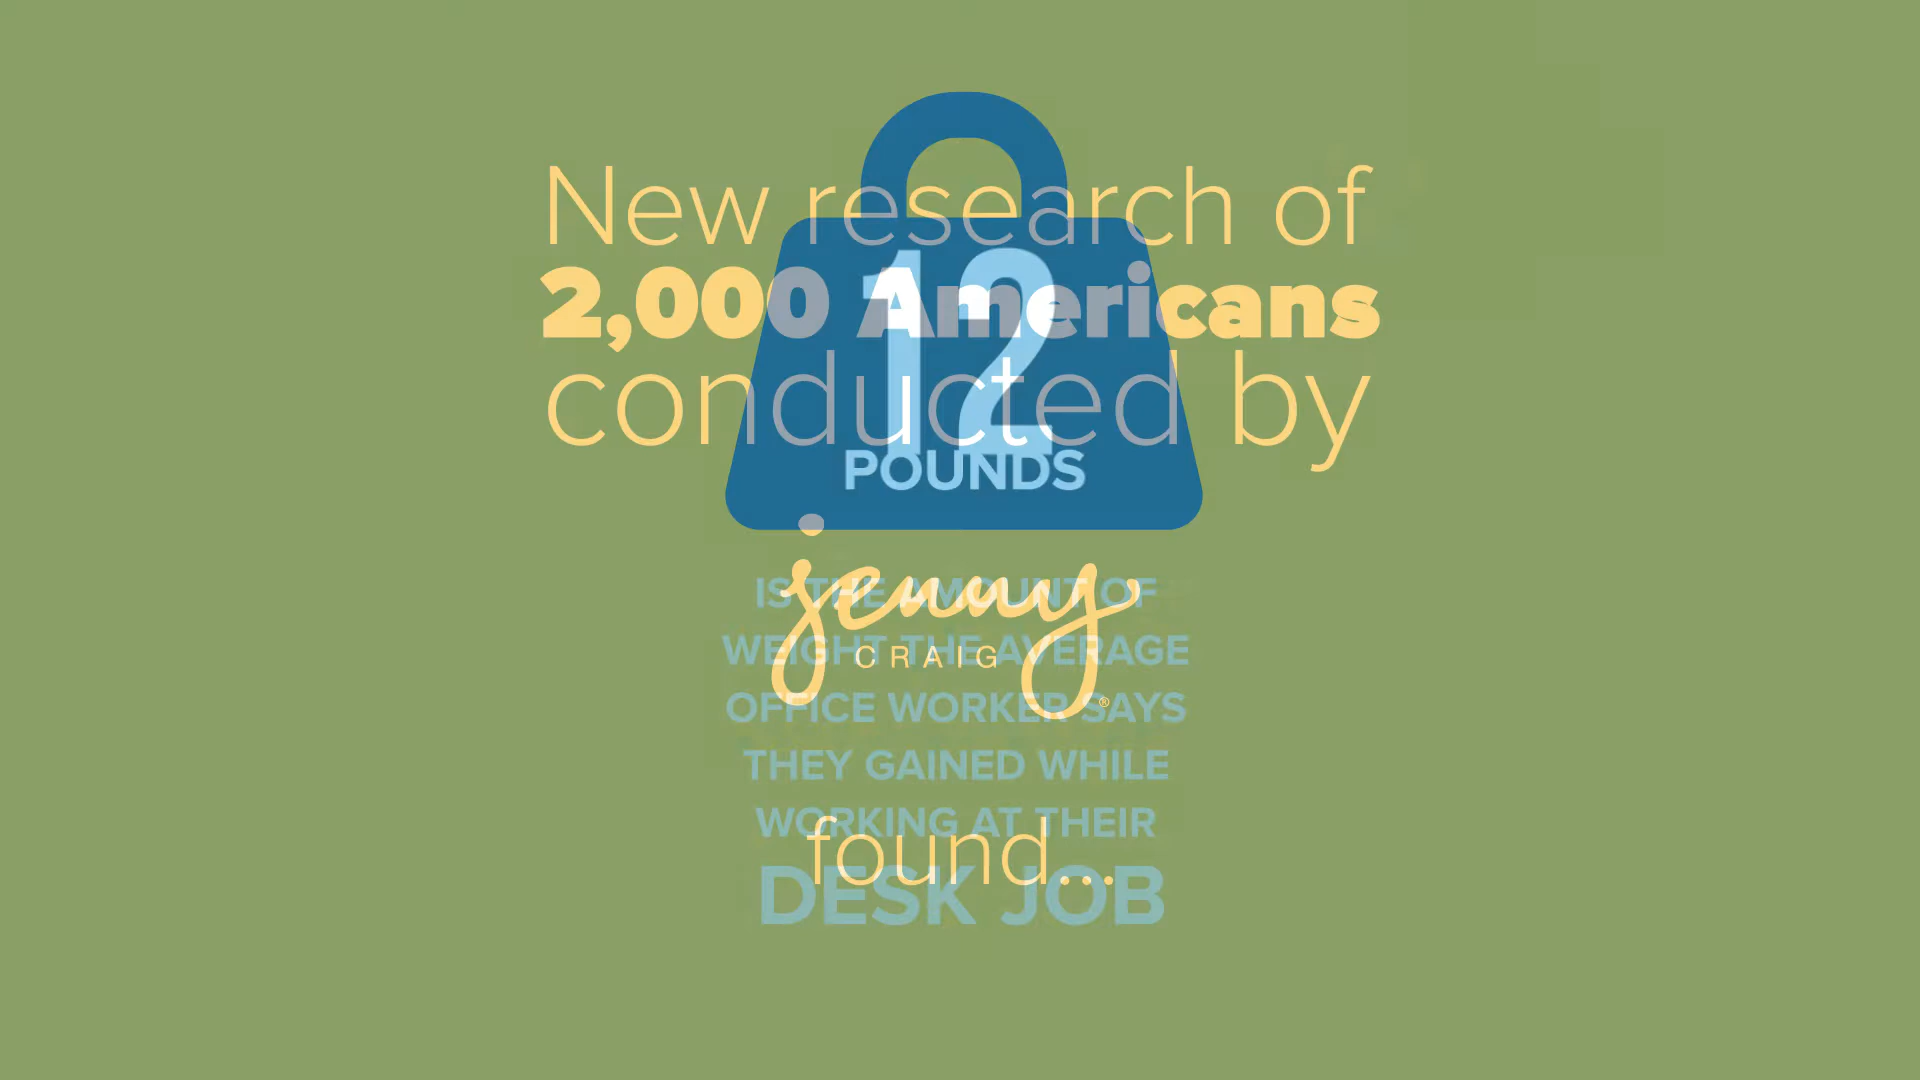 New research of
2,000 Americans
conducted by
jenny
CRAIG®
found...
12
POUNDS
IS THE AMOUNT OF
WEIGHT THE AVERAGE
OFFICE WORKER SAYS
THEY GAINED WHILE
WORKING AT THEIR
DESK JOB